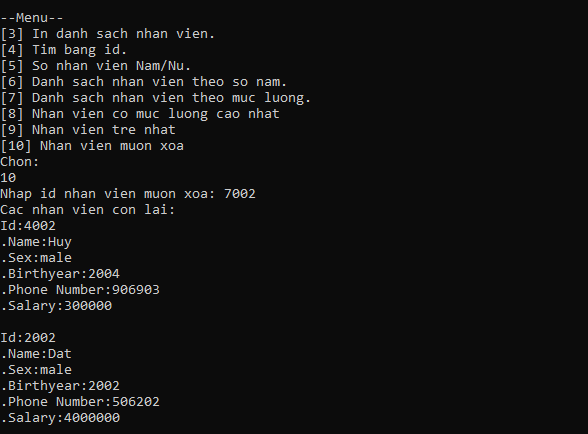 --Menu--
[3] In danh sach nhan vien.
[4] Tim bang id.
[5] So nhan vien Nam/Nu.
[6] Danh sach nhan vien theo so nam.
[7] Danh sach nhan vien theo muc luong.
[8] Nhan vien co muc luong cao nhat
[9] Nhan vien tre nhat
[10] Nhan vien muon xoa
Chon:
10
Nhap id nhan vien muon xoa: 7002
Cac nhan vien con lai:
Id:4002
.Name:Huy
.Sex:male
.Birthyear:2004
.Phone Number:906903
.Salary:300000

Id:2002
.Name:Dat
.Sex:male
.Birthyear:2002
.Phone Number:506202
.Salary:4000000